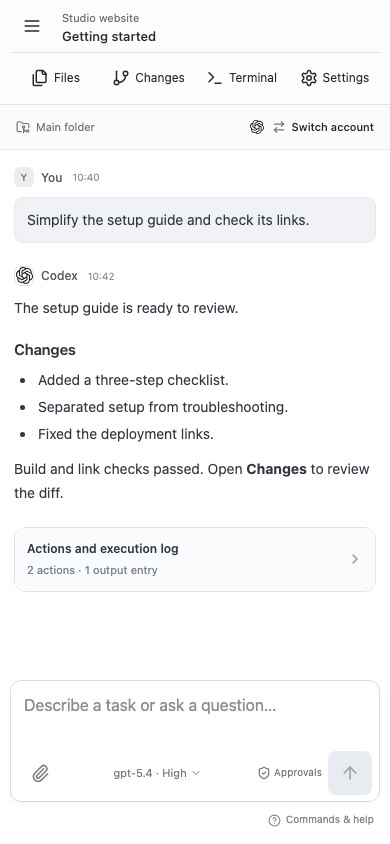 Studio website
Getting started
Files
Changes
Terminal
Settings
Main folder
Switch account
Y You 10:40
Simplify the setup guide and check its links.
Codex 10:42
The setup guide is ready to review.
Changes
• Added a three-step checklist.
• Separated setup from troubleshooting.
• Fixed the deployment links.
Build and link checks passed. Open Changes to review
the diff.
Actions and execution log
2 actions · 1 output entry
Describe a task or ask a question...
gpt-5.4 · High
Approvals
Commands & help